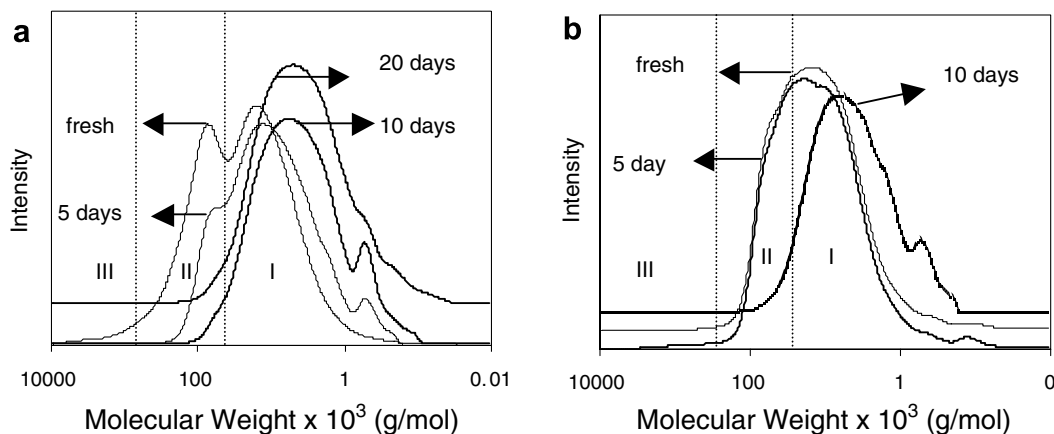 a
20 days
fresh
10 days
5 days
III
II
I
Intensity
10000
100
1
0.01
Molecular Weight x 10³ (g/mol)
b
fresh
10 days
5 day
III
II
I
Intensity
10000
100
1
0
Molecular Weight x 10³ (g/mol)